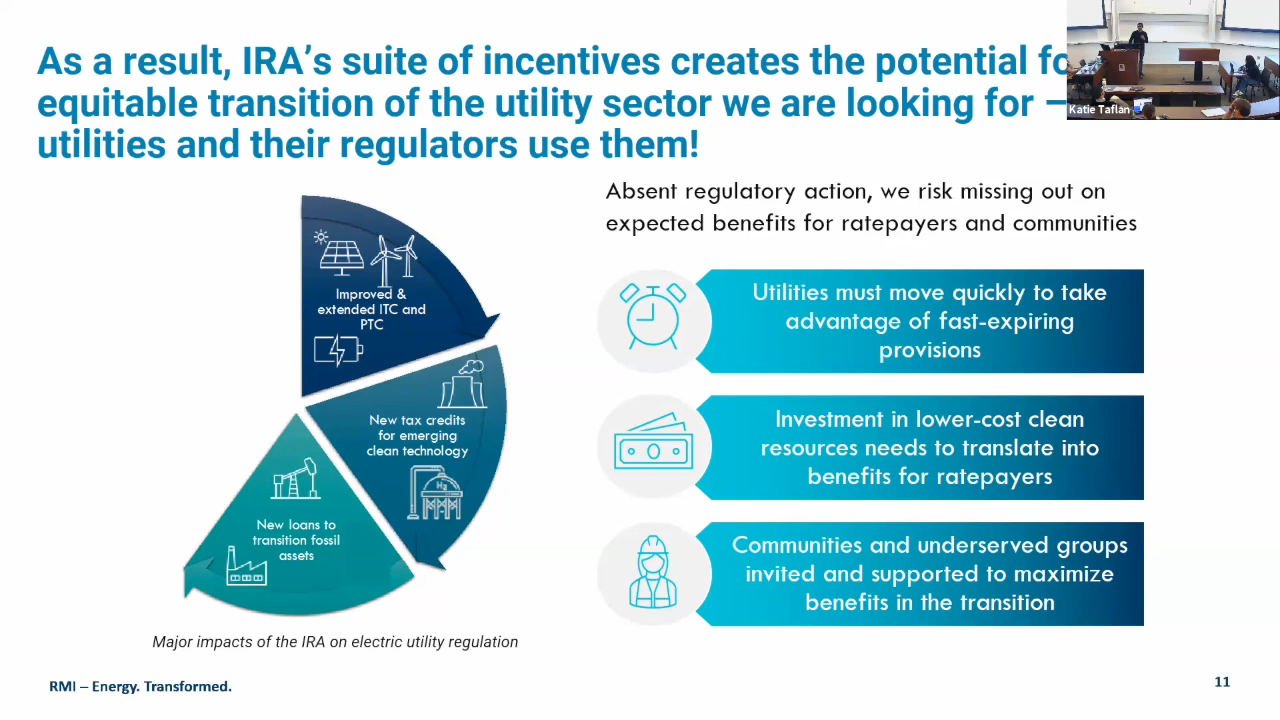 As a result, IRA's suite of incentives creates the potential
equitable transition of the utility sector we are looking for –
utilities and their regulators use them!
Katie Taflan
Absent regulatory action, we risk missing out on
expected benefits for ratepayers and communities
Improved &
extended ITC and
PTC
New tax credits
for emerging
clean technology
H2
New loans to
transition fossil
assets
Utilities must move quickly to take
advantage of fast-expiring
provisions
Investment in lower-cost clean
resources needs to translate into
benefits for ratepayers
Communities and underserved groups
invited and supported to maximize
benefits in the transition
Major impacts of the IRA on electric utility regulation
RMI – Energy. Transformed.
11